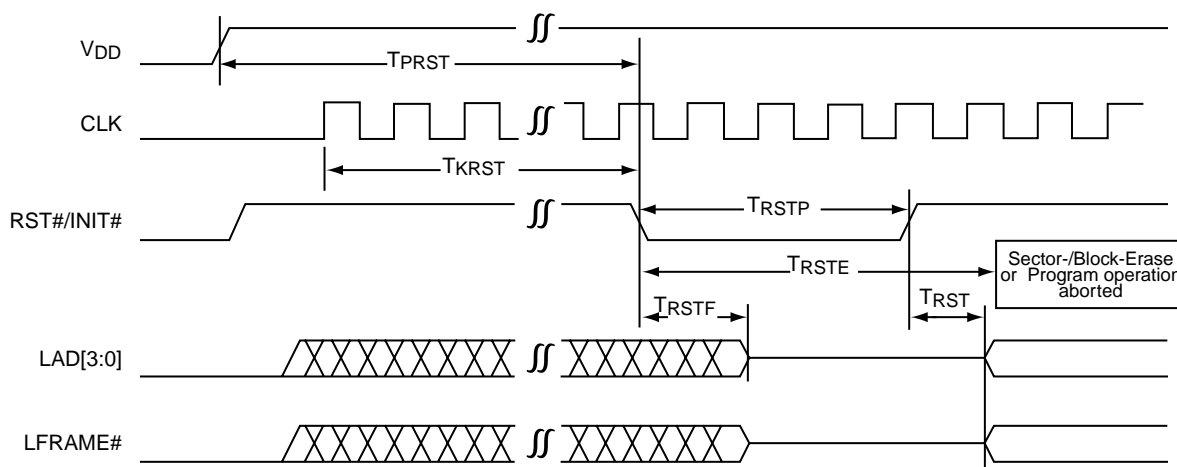 VDD
TPRST
CLK
TKRST
RST#/INIT#
TRSTP
TRSTE
Sector-/Block-Erase
or Program operation
aborted
TRSTF
TRST
LAD[3:0]
LFRAME#